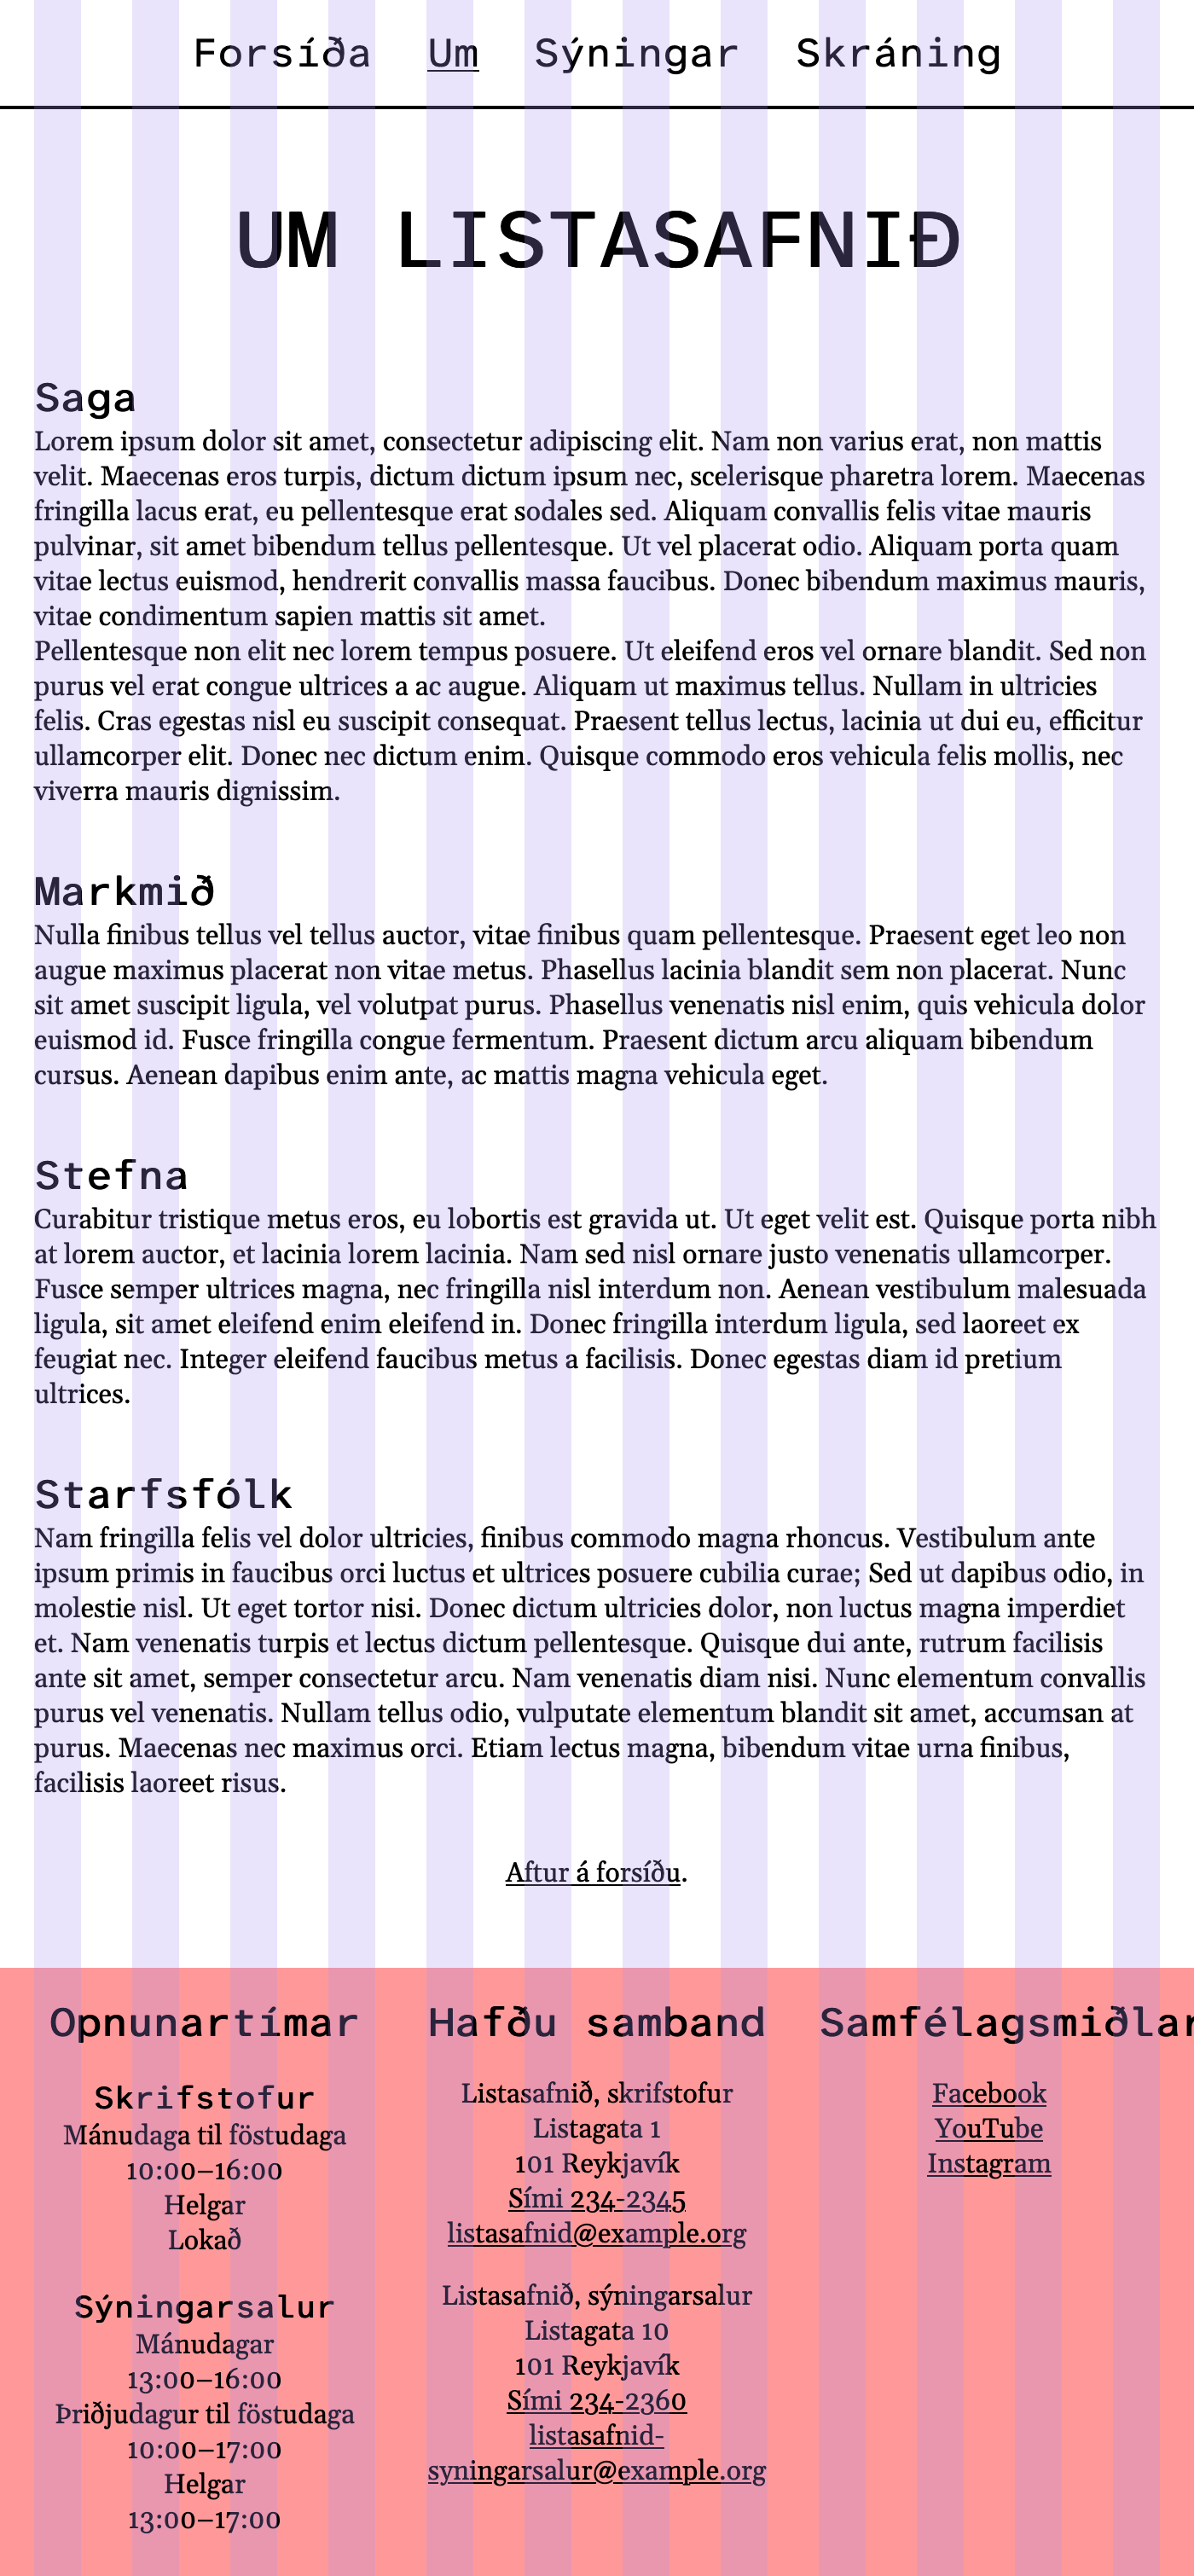 Forsíða Um Sýningar Skráning
UM LISTASAFNIÐ
Saga
Lorem ipsum dolor sit amet, consectetur adipiscing elit. Nam non varius erat, non mattis
velit. Maecenas eros turpis, dictum dictum ipsum nec, scelerisque pharetra lorem. Maecenas
fringilla lacus erat, eu pellentesque erat sodales sed. Aliquam convallis felis vitae mauris
pulvinar, sit amet bibendum tellus pellentesque. Ut vel placerat odio. Aliquam porta quam
vitae lectus euismod, hendrerit convallis massa faucibus. Donec bibendum maximus mauris,
vitae condimentum sapien mattis sit amet.
Pellentesque non elit nec lorem tempus posuere. Ut eleifend eros vel ornare blandit. Sed non
purus vel erat congue ultrices a ac augue. Aliquam ut maximus tellus. Nullam in ultricies
felis. Cras egestas nisl eu suscipit consequat. Praesent tellus lectus, lacinia ut dui eu, efficitur
ullamcorper elit. Donec nec dictum enim. Quisque commodo eros vehicula felis mollis, nec
viverra mauris dignissim.
Markmið
Nulla finibus tellus vel tellus auctor, vitae finibus quam pellentesque. Praesent eget leo non
augue maximus placerat non vitae metus. Phasellus lacinia blandit sem non placerat. Nunc
sit amet suscipit ligula, vel volutpat purus. Phasellus venenatis nisl enim, quis vehicula dolor
euismod id. Fusce fringilla congue fermentum. Praesent dictum arcu aliquam bibendum
cursus. Aenean dapibus enim ante, ac mattis magna vehicula eget.
Stefna
Curabitur tristique metus eros, eu lobortis est gravida ut. Ut eget velit est. Quisque porta nibh
at lorem auctor, et lacinia lorem lacinia. Nam sed nisl ornare justo venenatis ullamcorper.
Fusce semper ultrices magna, nec fringilla nisl interdum non. Aenean vestibulum malesuada
ligula, sit amet eleifend enim eleifend in. Donec fringilla interdum ligula, sed laoreet ex
feugiat nec. Integer eleifend faucibus metus a facilisis. Donec egestas diam id pretium
ultrices.
Starfsfólk
Nam fringilla felis vel dolor ultricies, finibus commodo magna rhoncus. Vestibulum ante
ipsum primis in faucibus orci luctus et ultrices posuere cubilia curae; Sed ut dapibus odio, in
molestie nisl. Ut eget tortor nisi. Donec dictum ultricies dolor, non luctus magna imperdiet
et. Nam venenatis turpis et lectus dictum pellentesque. Quisque dui ante, rutrum facilisis
ante sit amet, semper consectetur arcu. Nam venenatis diam nisi. Nunc elementum convallis
purus vel venenatis. Nullam tellus odio, vulputate elementum blandit sit amet, accumsan at
purus. Maecenas nec maximus orci. Etiam lectus magna, bibendum vitae urna finibus,
facilisis laoreet risus.
Aftur á forsíðu.
Opnunartímar
Skrifstofur
Mánudaga til föstudaga
10:00–16:00
Helgar
Lokað
Sýningarsalur
Mánudagar
13:00–16:00
Þriðjudagur til föstudaga
10:00–17:00
Helgar
13:00–17:00
Hafðu samband
Listasafnið, skrifstofur
Listagata 1
101 Reykjavík
Sími 234-2345
listasafnid@example.org
Listasafnið, sýningarsalur
Listagata 10
101 Reykjavík
Sími 234-2360
listasafnid-
syningarsalur@example.org
Samfélagsmiðlar
Facebook
YouTube
Instagram